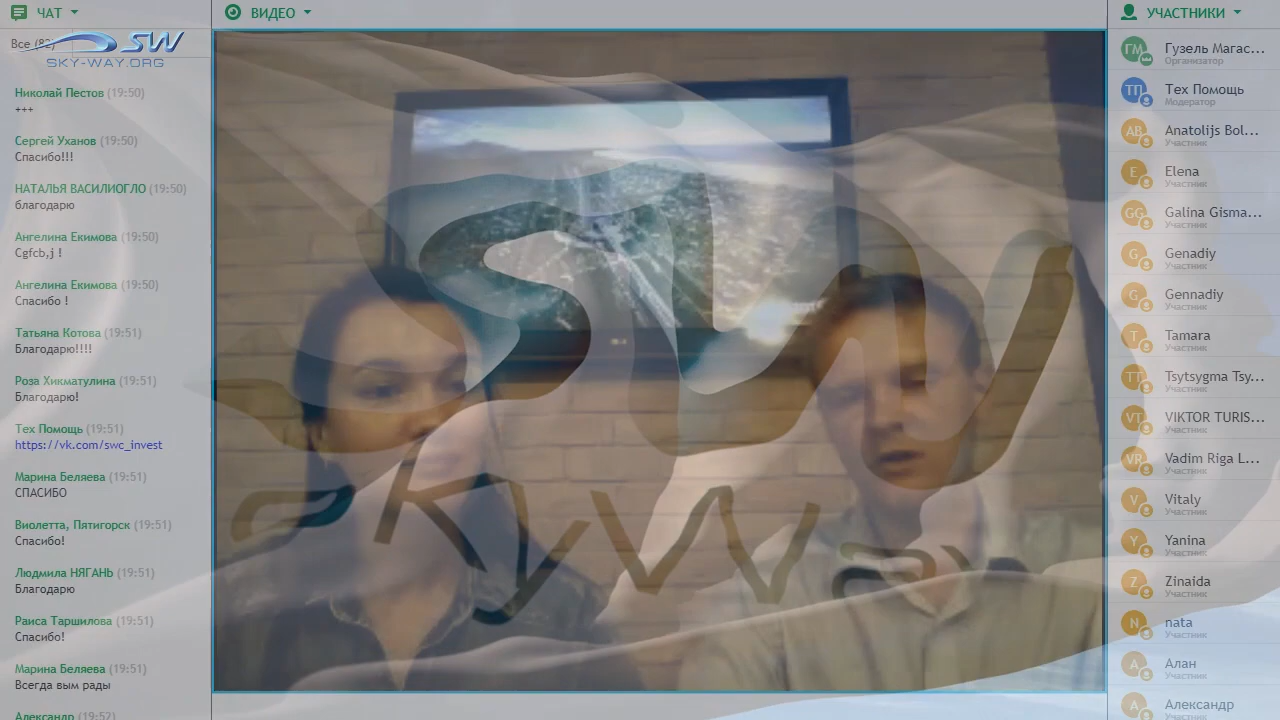 ЧАТ
Все (82)
SW
SKY-WAY.ORG
Николай Пестов (19:50)
+++
Сергей Уханов (19:50)
Спасибо!!!
НАТАЛЬЯ ВАСИЛИОГЛО (19:50)
благодарю
Ангелина Екимова (19:50)
Cgfcb,j !
Ангелина Екимова (19:50)
Спасибо !
Татьяна Котова (19:51)
Благодарю!!!!
Роза Хикматулина (19:51)
Благодарю!
Тех Помощь (19:51)
https://vk.com/swc_invest
Марина Беляева (19:51)
СПАСИБО
Виолетта, Пятигорск (19:51)
Спасибо!
Людмила НЯГАНЬ (19:51)
Благодарю
Раиса Таршилова (19:51)
Спасибо!
Марина Беляева (19:51)
Всегда вым рады
Александр (19:52)
ВИДЕО
SW
SkyWay
УЧАСТНИКИ
ГМ Гузель Магас...
Организатор
ТП Тех Помощь
Модератор
AB Anatolijs Bol...
Участник
E Elena
Участник
GG Galina Gisma...
Участник
G Genadiy
Участник
G Gennadiy
Участник
T Tamara
Участник
TT Tsytsygma Tsy...
Участник
VT VIKTOR TURIS...
Участник
VR Vadim Riga L...
Участник
V Vitaly
Участник
Y Yanina
Участник
Z Zinaida
Участник
N nata
Участник
А Алан
Участник
А Александр
Участник